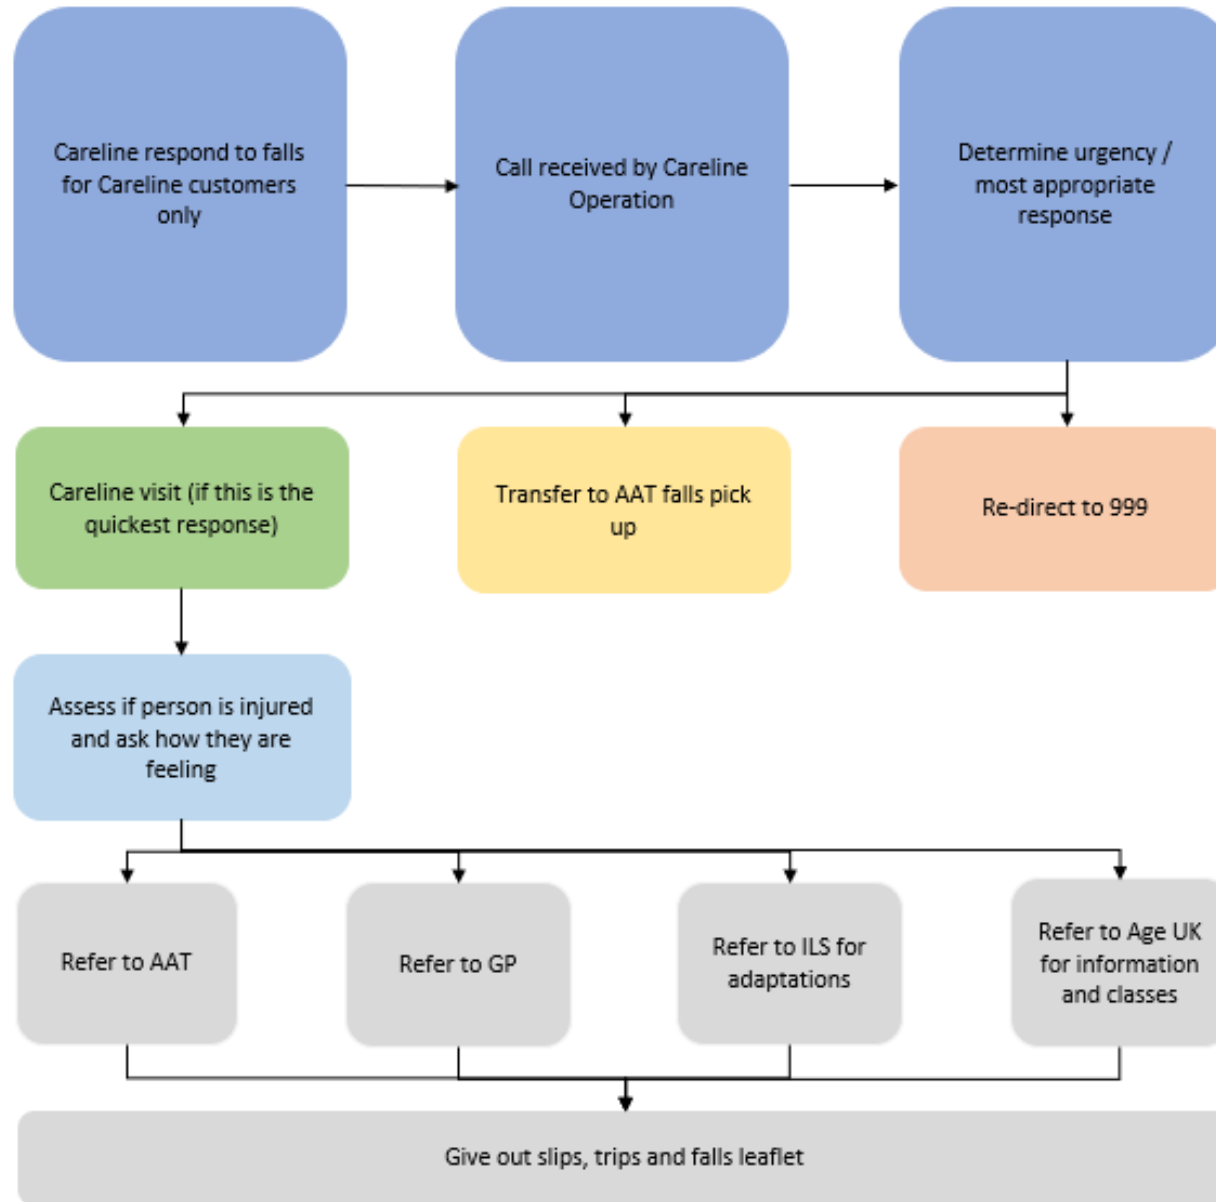 Careline respond to falls
for Careline customers
only
Call received by Careline
Operation
Determine urgency /
most appropriate
response
Careline visit (if this is the
quickest response)
Transfer to AAT falls pick
up
Re-direct to 999
Assess if person is injured
and ask how they are
feeling
Refer to AAT
Refer to GP
Refer to ILS for
adaptations
Refer to Age UK
for information
and classes
Give out slips, trips and falls leaflet